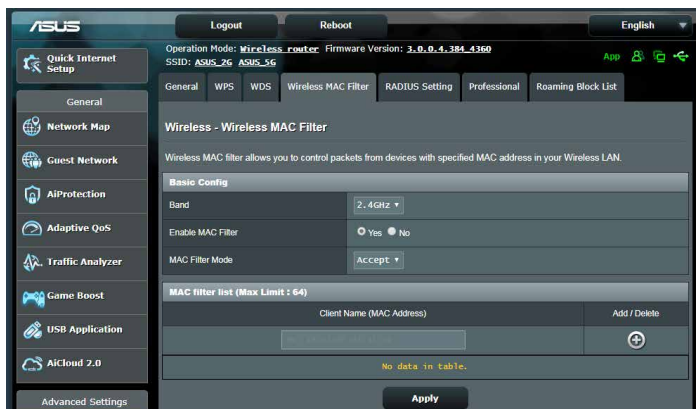 ASUS
Logout
Reboot
English
Quick Internet Setup
Operation Mode: Wireless router Firmware Version: 3.0.0.4.384_4360
SSID: ASUS_2G ASUS_5G
App
General
WPS
WDS
Wireless MAC Filter
RADIUS Setting
Professional
Roaming Block List
General
Network Map
Guest Network
AiProtection
Adaptive QoS
Traffic Analyzer
Game Boost
USB Application
AiCloud 2.0
Advanced Settings
Wireless - Wireless MAC Filter
Wireless MAC filter allows you to control packets from devices with specified MAC address in your Wireless LAN.
Basic Config
Band
2.4GHz
Enable MAC Filter
Yes No
MAC Filter Mode
Accept
MAC filter list (Max Limit : 64)
Client Name (MAC Address)
Add / Delete
No data in table.
Apply